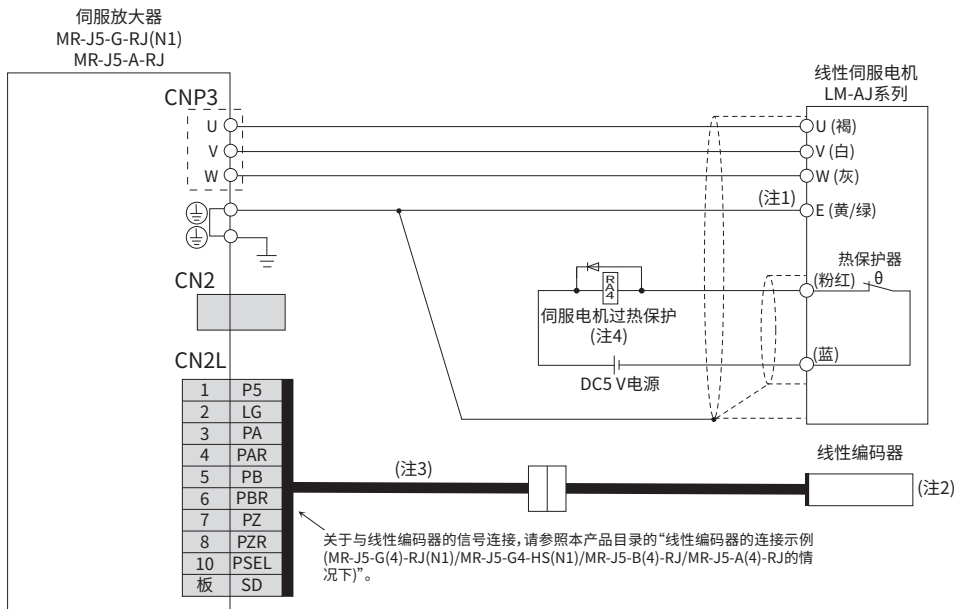 伺服放大器
MR-J5-G-RJ(N1)
MR-J5-A-RJ
线性伺服电机
LM-AJ系列
CNP3
U
V
W
U (褐)
V (白)
W (灰)
(注1)
E (黄/绿)
CN2
热保护器
θ
(粉红)
RA4
伺服电机过热保护
(注4)
(蓝)
DC5 V电源
CN2L
1 P5
2 LG
3 PA
4 PAR
5 PB
6 PBR
7 PZ
8 PZR
10 PSEL
板 SD
(注3)
线性编码器
(注2)
关于与线性编码器的信号连接,请参照本产品目录的“线性编码器的连接示例
(MR-J5-G(4)-RJ(N1)/MR-J5-G4-HS(N1)/MR-J5-B(4)-RJ/MR-J5-A(4)-RJ的情
况下)”。